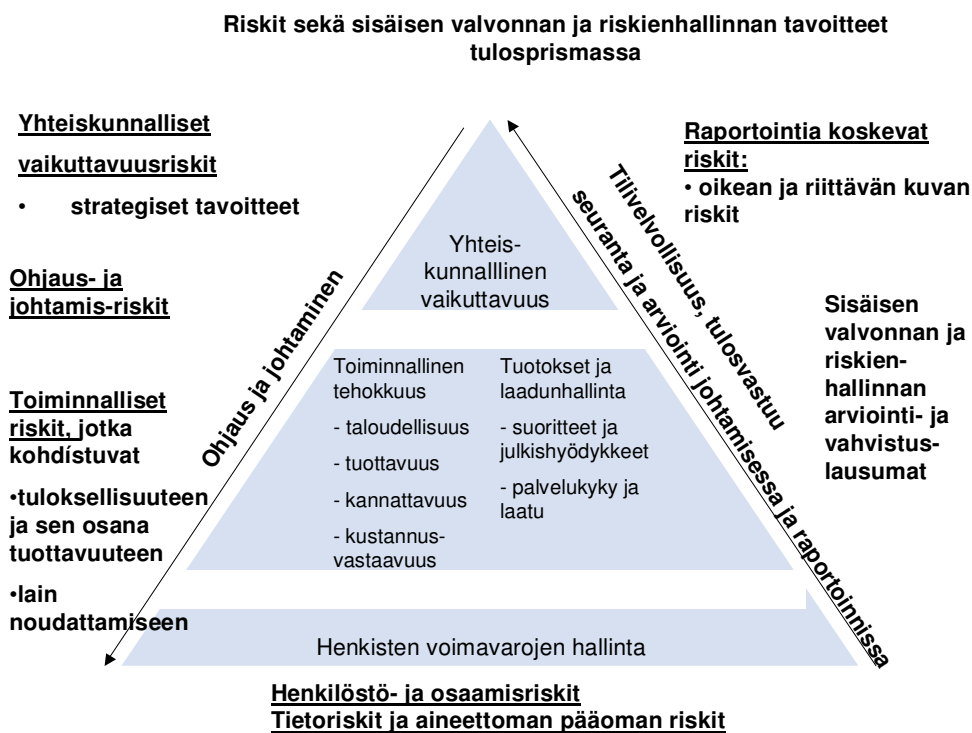 Riskit sekä sisäisen valvonnan ja riskienhallinnan tavoitteet
tulosprismassa
Yhteiskunnalliset
vaikuttavuusriskit
• strategiset tavoitteet
Ohjaus- ja
johtamis-riskit
Toiminnalliset
riskit, jotka
kohdístuvat
•tuloksellisuuteen
ja sen osana
tuottavuuteen
•lain
noudattamiseen
Ohjaus ja johtaminen
Yhteis-
kunnalllinen
vaikuttavuus
Toiminnallinen
tehokkuus
- taloudellisuus
- tuottavuus
- kannattavuus
- kustannus-
vastaavuus
Tuotokset ja
laadunhallinta
- suoritteet ja
julkishyödykkeet
- palvelukyky ja
laatu
Henkisten voimavarojen hallinta
Tilivelvollisuus, tulosvastuu
seuranta ja arviointi johtamisessa ja raportoinnissa
Raportointia koskevat
riskit:
• oikean ja riittävän kuvan
riskit
Sisäisen
valvonnan ja
riskien-
hallinnan
arviointi- ja
vahvistus-
lausumat
Henkilöstö- ja osaamisriskit
Tietoriskit ja aineettoman pääoman riskit